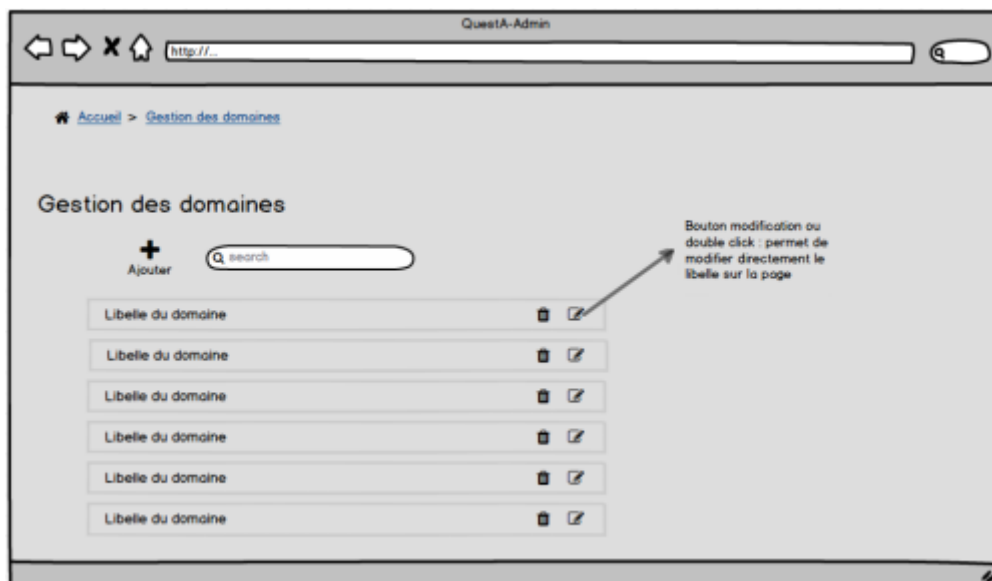 QuestA-Admin
http://...
Accueil > Gestion des domaines
Gestion des domaines
Ajouter
search
Bouton modification ou
double click : permet de
modifier directement le
libelle sur la page
Libelle du domaine
Libelle du domaine
Libelle du domaine
Libelle du domaine
Libelle du domaine
Libelle du domaine